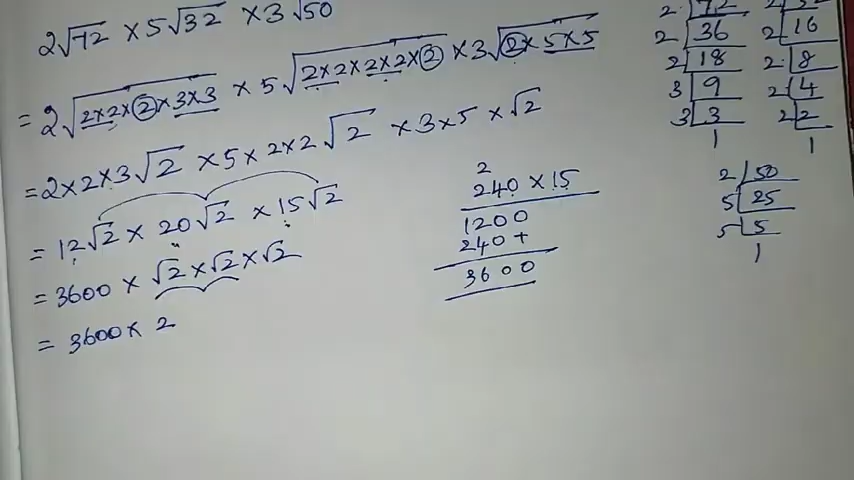 2√72 × 5√32 × 3√50
= 2√2×2×2×3×3 × 5√2×2×2×2×2 × 3√2×5×5
= 2×2×3√2 × 5×2×2√2 × 3×5×√2
= 12√2 × 20√2 × 15√2
= 3600 × √2 × √2 × √2
= 3600 × 2
2
240 × 15
1200
240 +
3600
2 72
2 36
2 18
3 9
3 3
1
2 32
2 16
2 8
2 4
2 2
1
2 50
5 25
5 5
1